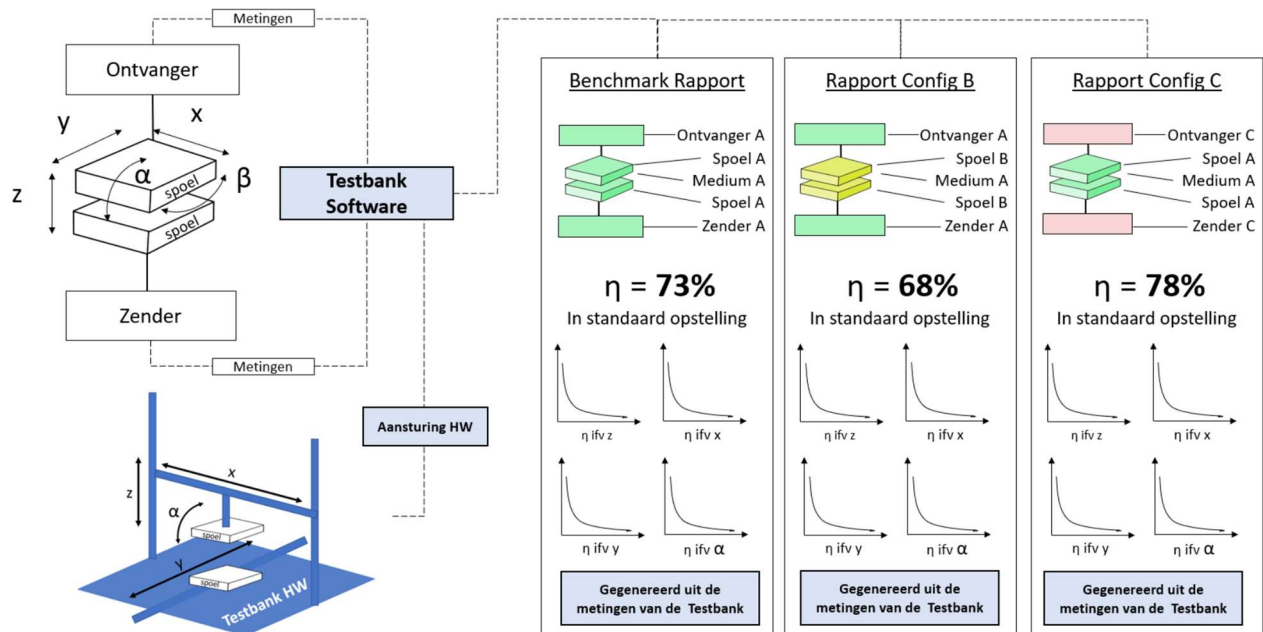 Metingen
Ontvanger
x
y
z
α
β
spoel
spoel
Zender
Metingen
Testbank
Software
Aansturing HW
x
z
α
spoel
y
spoel
Testbank HW
Benchmark Rapport
Ontvanger A
Spoel A
Medium A
Spoel A
Zender A
η = 73%
In standaard opstelling
η ifv z
η ifv x
η ifv y
η ifv α
Gegenereerd uit de
metingen van de Testbank
Rapport Config B
Ontvanger A
Spoel B
Medium A
Spoel B
Zender A
η = 68%
In standaard opstelling
η ifv z
η ifv x
η ifv y
η ifv α
Gegenereerd uit de
metingen van de Testbank
Rapport Config C
Ontvanger C
Spoel A
Medium A
Spoel A
Zender C
η = 78%
In standaard opstelling
η ifv z
η ifv x
η ifv y
η ifv α
Gegenereerd uit de
metingen van de Testbank